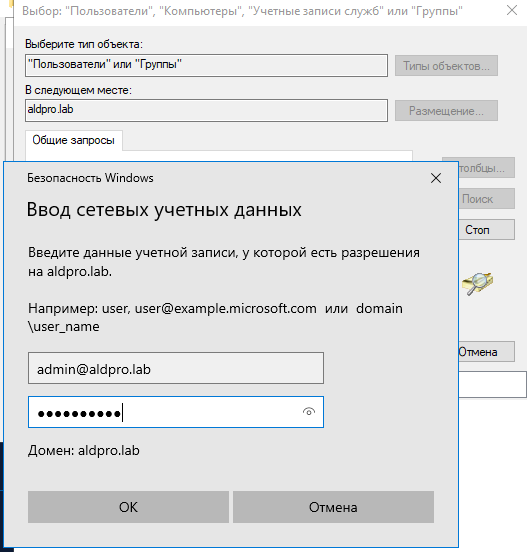 Выбор: "Пользователи", "Компьютеры", "Учетные записи служб" или "Группы"
Выберите тип объекта:
"Пользователи" или "Группы"
Типы объектов...
В следующем месте:
aldpro.lab
Размещение...
Общие запросы
толбцы...
Поиск
Стоп
Отмена
Безопасность Windows
Ввод сетевых учетных данных
Введите данные учетной записи, у которой есть разрешения
на aldpro.lab.
Например: user, user@example.microsoft.com или domain
\user_name
admin@aldpro.lab
●●●●●●●●●●
Домен: aldpro.lab
OK
Отмена